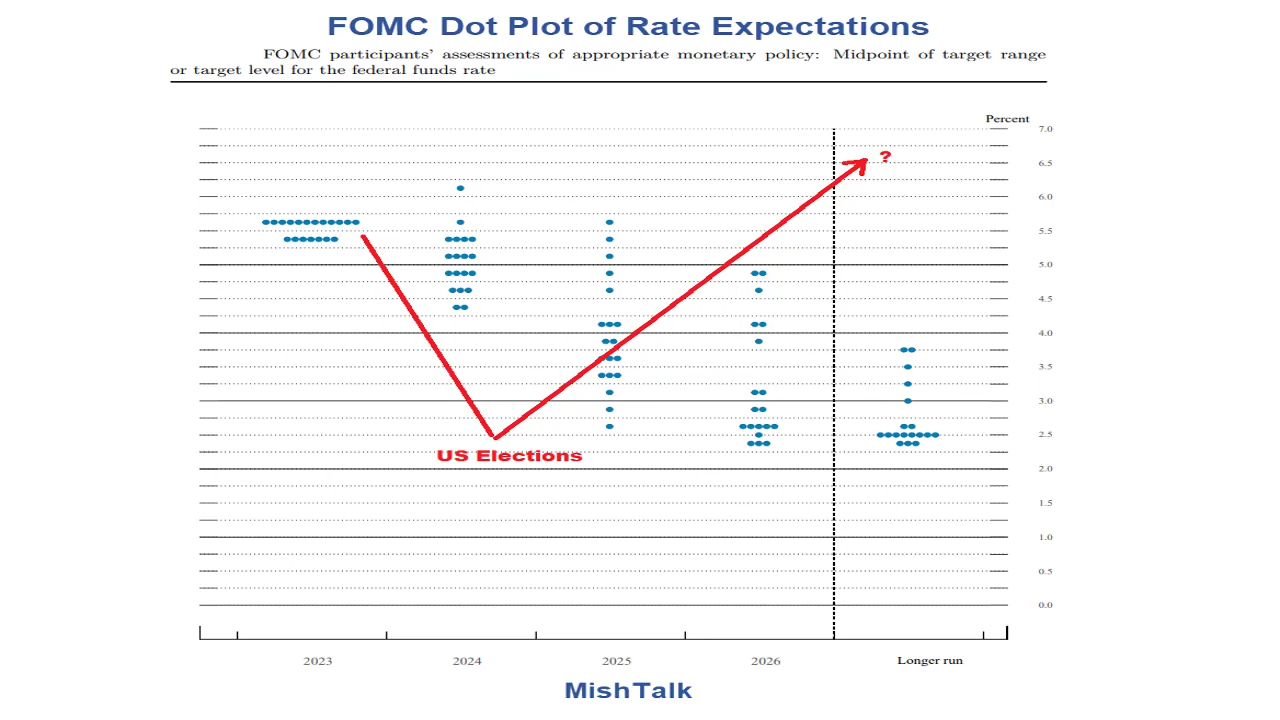 FOMC Dot Plot of Rate Expectations
FOMC participants’ assessments of appropriate monetary policy: Midpoint of target range
or target level for the federal funds rate
Percent
7.0
?
6.5
6.0
5.5
5.0
4.5
4.0
3.5
3.0
2.5
US Elections
2.0
1.5
1.0
0.5
0.0
2023 2024 2025 2026 Longer run
MishTalk